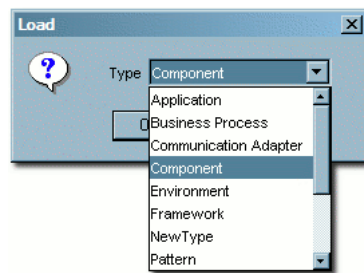 Load
Type Component
Application
Business Process
Communication Adapter
Component
Environment
Framework
NewType
Pattern